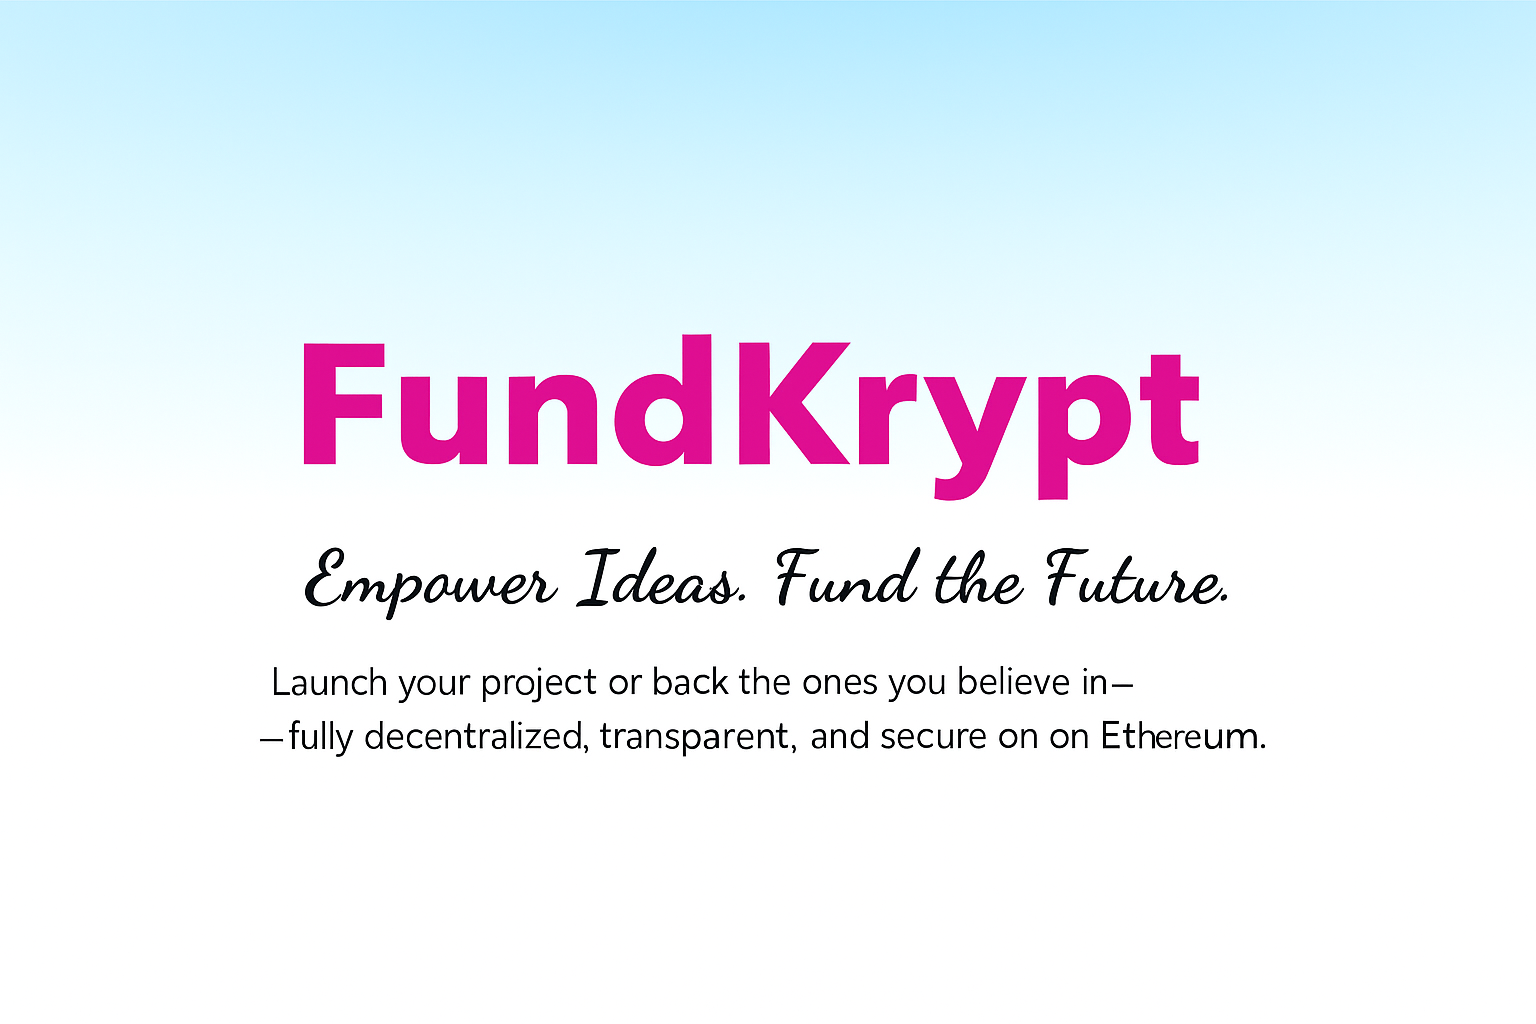 FundKrypt
Empower Ideas. Fund the Future.
Launch your project or back the ones you believe in—
—fully decentralized, transparent, and secure on on Ethereum.